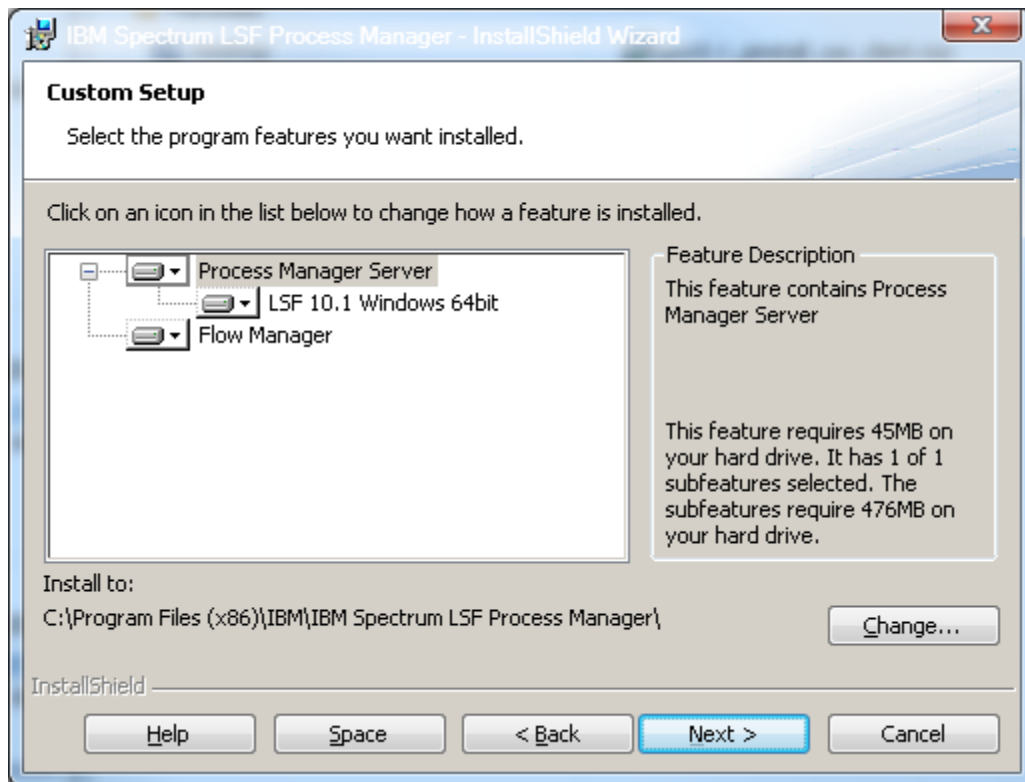 IBM Spectrum LSF Process Manager - InstallShield Wizard
Custom Setup
Select the program features you want installed.
Click on an icon in the list below to change how a feature is installed.
Process Manager Server
LSF 10.1 Windows 64bit
Flow Manager
Feature Description
This feature contains Process
Manager Server
This feature requires 45MB on
your hard drive. It has 1 of 1
subfeatures selected. The
subfeatures require 476MB on
your hard drive.
Install to:
C:\Program Files (x86)\IBM\IBM Spectrum LSF Process Manager\
Change...
InstallShield
Help
Space
< Back
Next >
Cancel